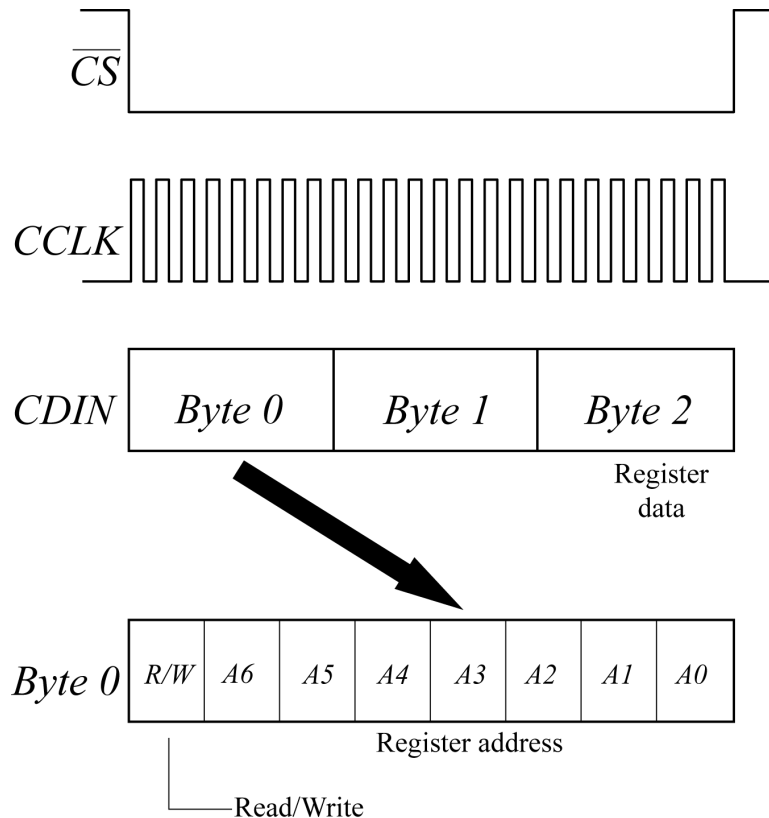 C̅S̅
CCLK
CDIN Byte 0 Byte 1 Byte 2
Register
data
Byte 0 R/W A6 A5 A4 A3 A2 A1 A0
Register address
Read/Write